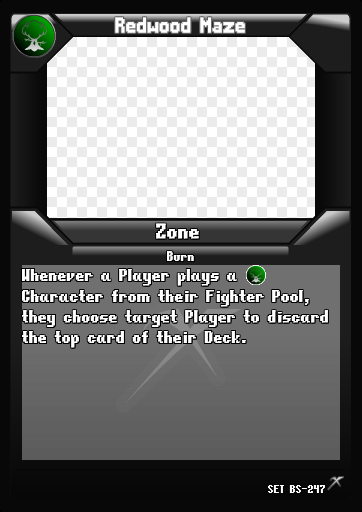 Redwood Maze
Zone
Burn
Whenever a Player plays a
Character from their Fighter Pool,
they choose target Player to discard
the top card of their Deck.
SET BS-247